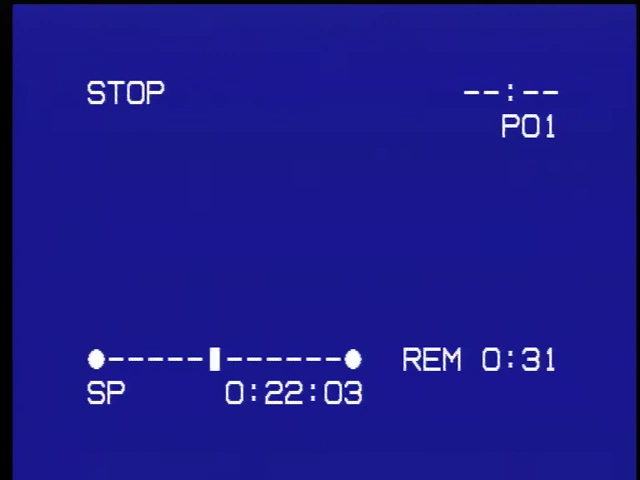 STOP --:--
P01
●-----▮------● REM 0:31
SP 0:22:03